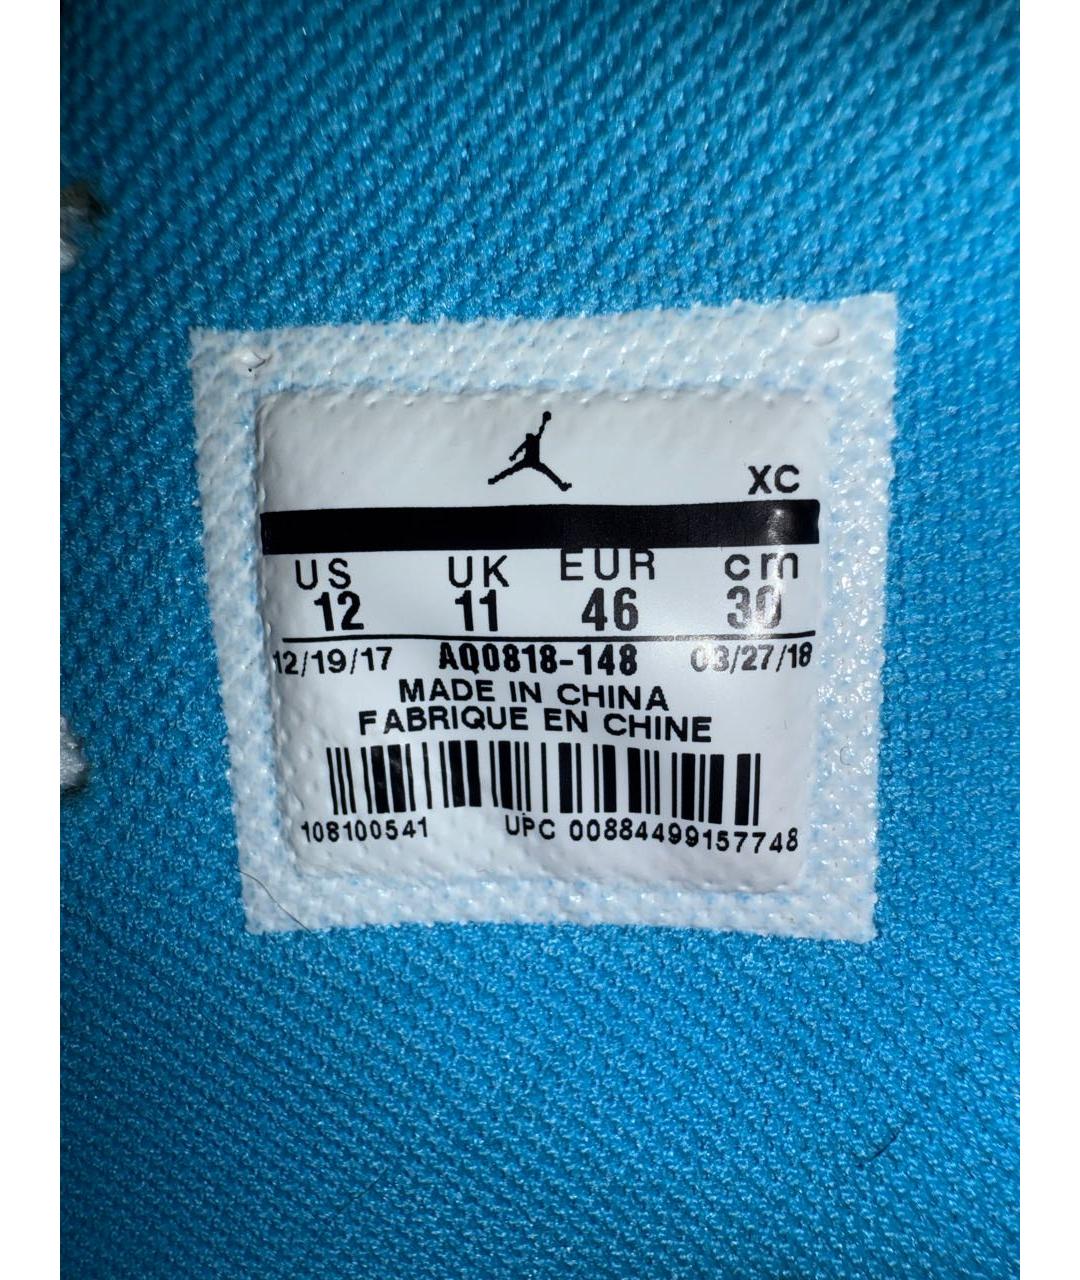 XC
US UK EUR cm
12 11 46 30
12/19/17 AQ0818-148 03/27/18
MADE IN CHINA
FABRIQUE EN CHINE
108100541 UPC 00884499157748